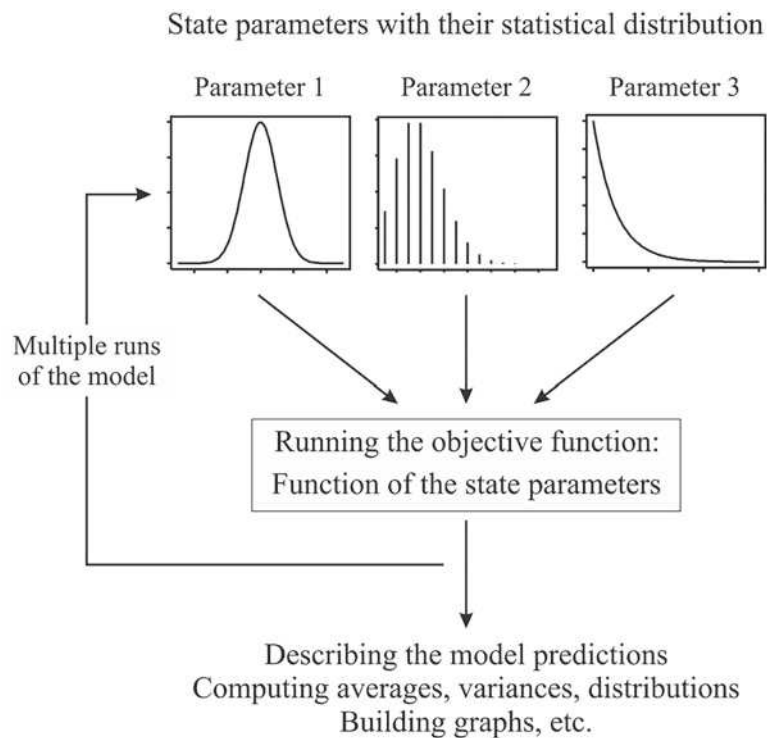 State parameters with their statistical distribution
Parameter 1
Parameter 2
Parameter 3
Multiple runs
of the model
Running the objective function:
Function of the state parameters
Describing the model predictions
Computing averages, variances, distributions
Building graphs, etc.